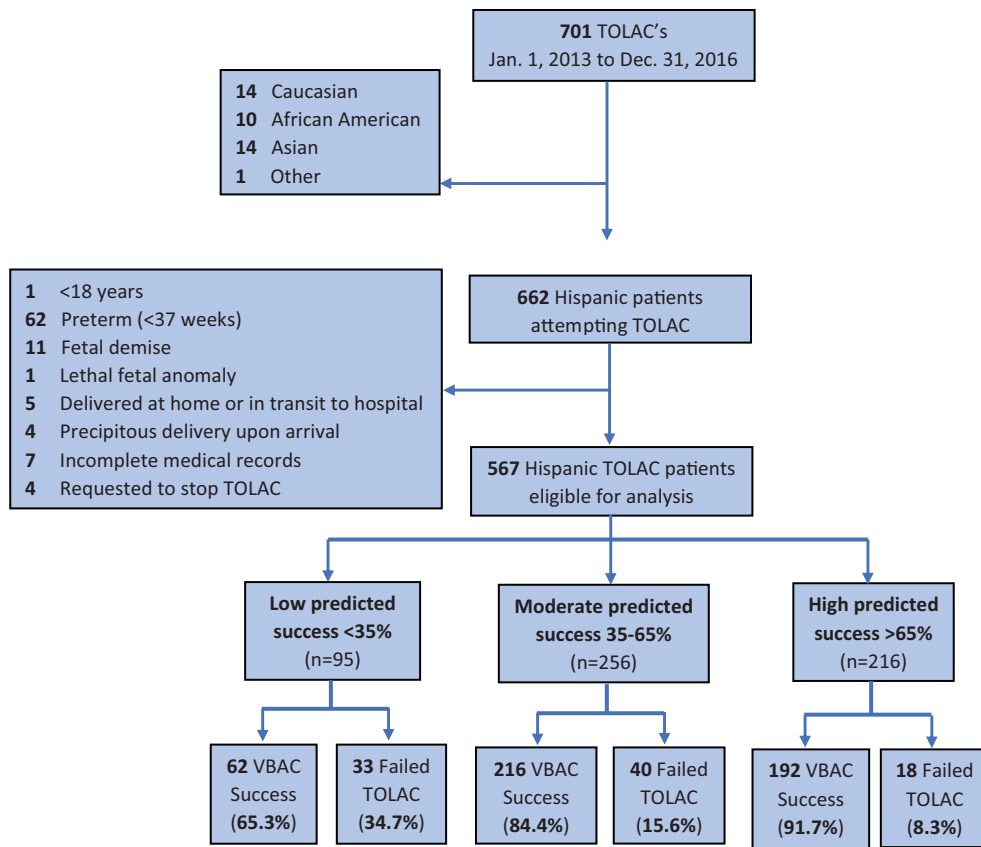 701 TOLAC's
Jan. 1, 2013 to Dec. 31, 2016
14 Caucasian
10 African American
14 Asian
1 Other
662 Hispanic patients
attempting TOLAC
1 <18 years
62 Preterm (<37 weeks)
11 Fetal demise
1 Lethal fetal anomaly
5 Delivered at home or in transit to hospital
4 Precipitous delivery upon arrival
7 Incomplete medical records
4 Requested to stop TOLAC
567 Hispanic TOLAC patients
eligible for analysis
Low predicted
success <35%
(n=95)
Moderate predicted
success 35-65%
(n=256)
High predicted
success >65%
(n=216)
62 VBAC
Success
(65.3%)
33 Failed
TOLAC
(34.7%)
216 VBAC
Success
(84.4%)
40 Failed
TOLAC
(15.6%)
192 VBAC
Success
(91.7%)
18 Failed
TOLAC
(8.3%)